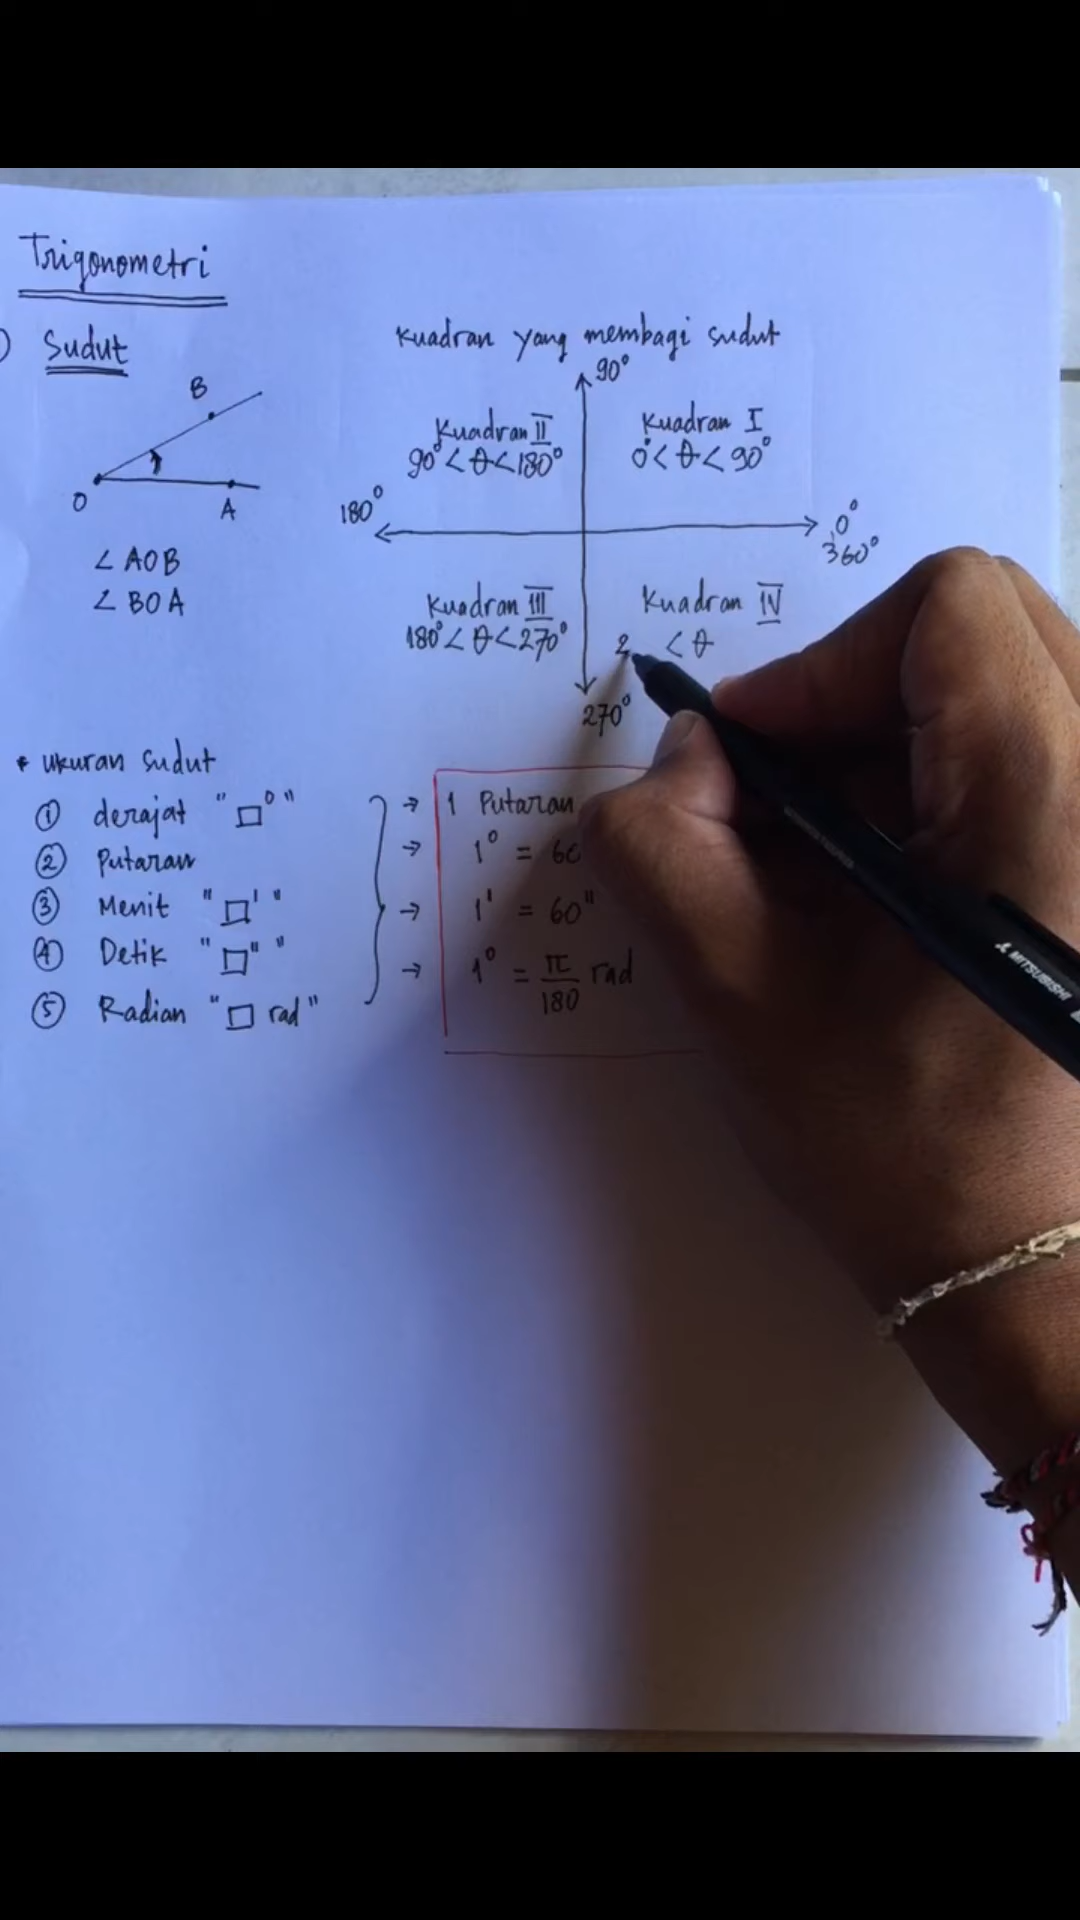 Trigonometri
) Sudut
B
O
A
∠ AOB
∠ BOA
Kuadran yang membagi sudut
90°
Kuadran II
90° < θ < 180°
Kuadran I
0° < θ < 90°
180°
0°
360°
Kuadran III
180° < θ < 270°
Kuadran IV
2 < θ
270°
* ukuran sudut
① derajat "□°"
② Putaran
③ Menit "□'"
④ Detik "□""
⑤ Radian "□ rad"
→ 1 Putaran
→ 1° = 60
→ 1' = 60"
→ 1° = π/180 rad
MITSUBISHI